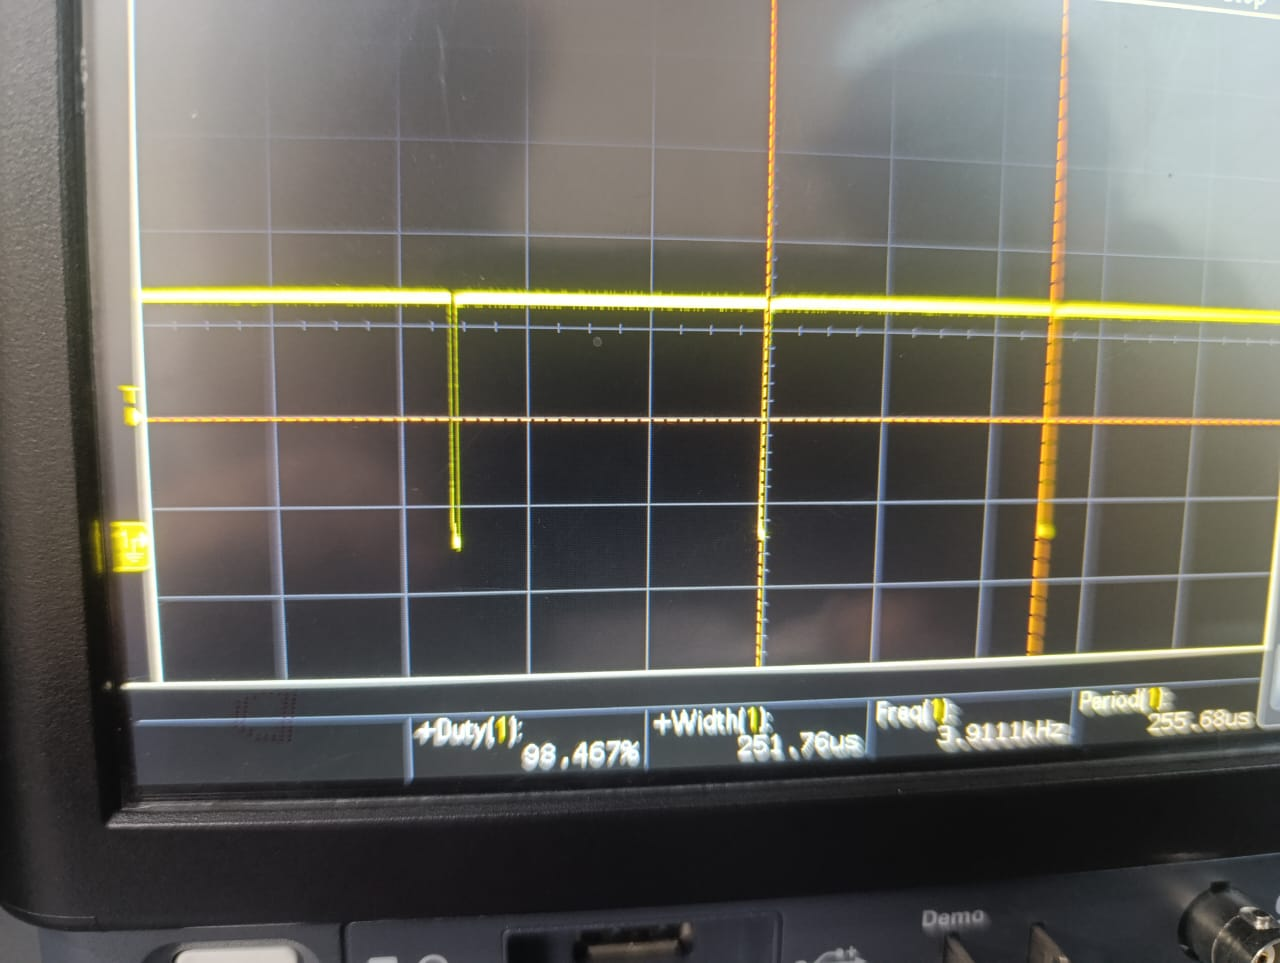 +Duty(1):
98.467%
+Width(1):
251.76us
Freq(1):
3.9111kHz
Period(1):
255.68us
Demo